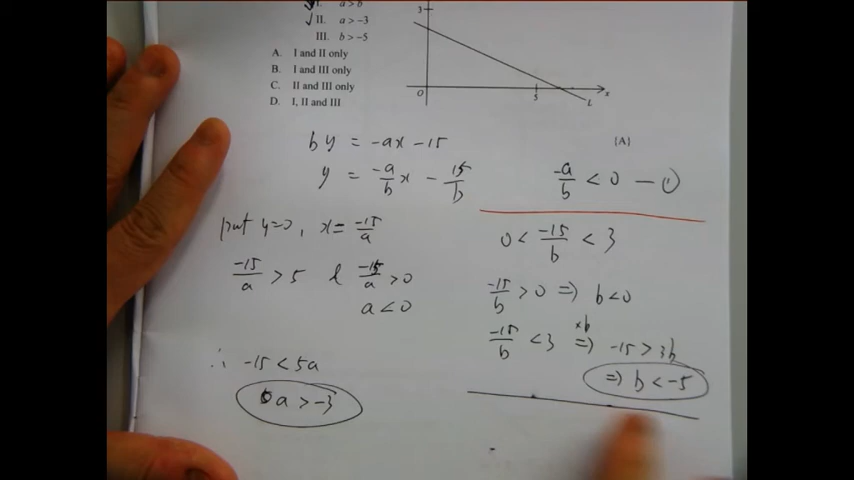 I. a > b
✓ II. a > −3
III. b > −5
A. I and II only
B. I and III only
C. II and III only
D. I, II and III
3
O
5
x
L
{A}
by = -ax - 15
y = -a/b x - 15/b
put y=0, x = -15/a
-15/a > 5 & -15/a > 0
a < 0
∴ -15 < 5a
a > -3
-a/b < 0 — ①
0 < -15/b < 3
-15/b > 0 ⇒ b < 0
-15/b < 3 ×b ⇒ -15 > 3b
⇒ b < -5